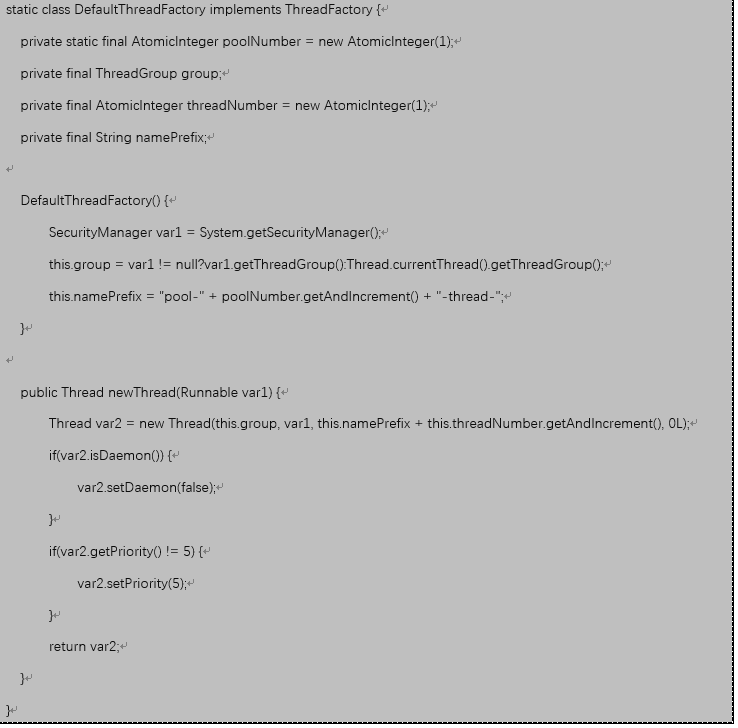 static class DefaultThreadFactory implements ThreadFactory {
private static final AtomicInteger poolNumber = new AtomicInteger(1);
private final ThreadGroup group;
private final AtomicInteger threadNumber = new AtomicInteger(1);
private final String namePrefix;
DefaultThreadFactory() {
SecurityManager var1 = System.getSecurityManager();
this.group = var1 != null?var1.getThreadGroup():Thread.currentThread().getThreadGroup();
this.namePrefix = "pool-" + poolNumber.getAndIncrement() + "-thread-";
}
public Thread newThread(Runnable var1) {
Thread var2 = new Thread(this.group, var1, this.namePrefix + this.threadNumber.getAndIncrement(), 0L);
if(var2.isDaemon()) {
var2.setDaemon(false);
}
if(var2.getPriority() != 5) {
var2.setPriority(5);
}
return var2;
}
}